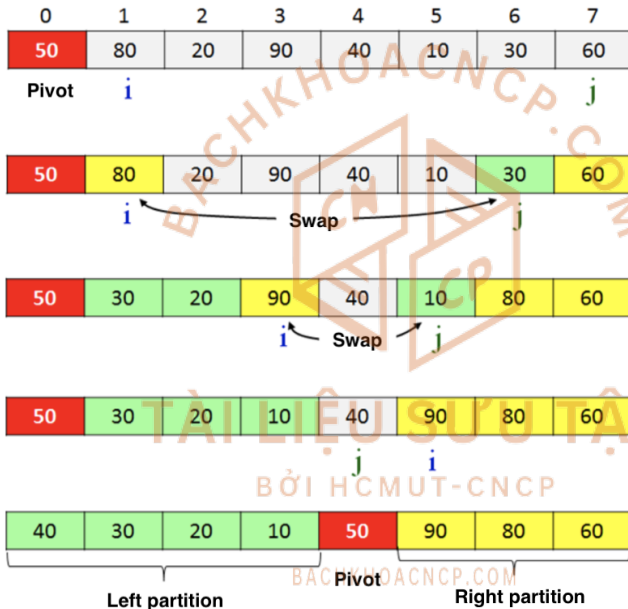 0 1 2 3 4 5 6 7
50 80 20 90 40 10 30 60
Pivot i j
BACHKHOACNCP.COM
50 80 20 90 40 10 30 60
i Swap j
CN
CP
50 30 20 90 40 10 80 60
i Swap j
50 30 20 10 40 90 80 60
TÀI LIỆU SƯU TẬ
j i
BỞI HCMUT-CNCP
40 30 20 10 50 90 80 60
BACHKHOACNCP.COM
Left partition Pivot Right partition